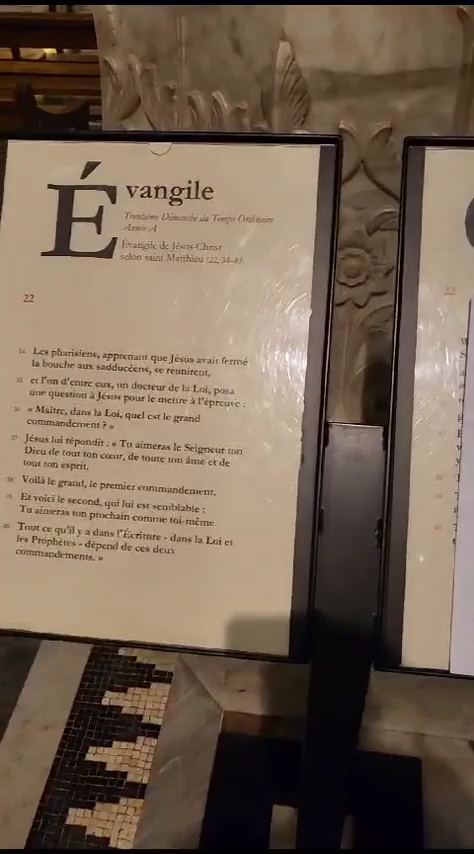 Évangile
Trentième Dimanche du Temps Ordinaire
Année A
Évangile de Jésus-Christ
selon saint Matthieu (22, 34-40)
22
34 Les pharisiens, apprenant que Jésus avait fermé
la bouche aux sadducéens, se réunirent,
35 et l'un d'entre eux, un docteur de la Loi, posa
une question à Jésus pour le mettre à l'épreuve :
36 « Maître, dans la Loi, quel est le grand
commandement ? »
37 Jésus lui répondit : « Tu aimeras le Seigneur ton
Dieu de tout ton cœur, de toute ton âme et de
tout ton esprit.
38 Voilà le grand, le premier commandement.
39 Et voici le second, qui lui est semblable :
Tu aimeras ton prochain comme toi-même
40 Tout ce qu'il y a dans l'Écriture - dans la Loi et
les Prophètes - dépend de ces deux
commandements. »